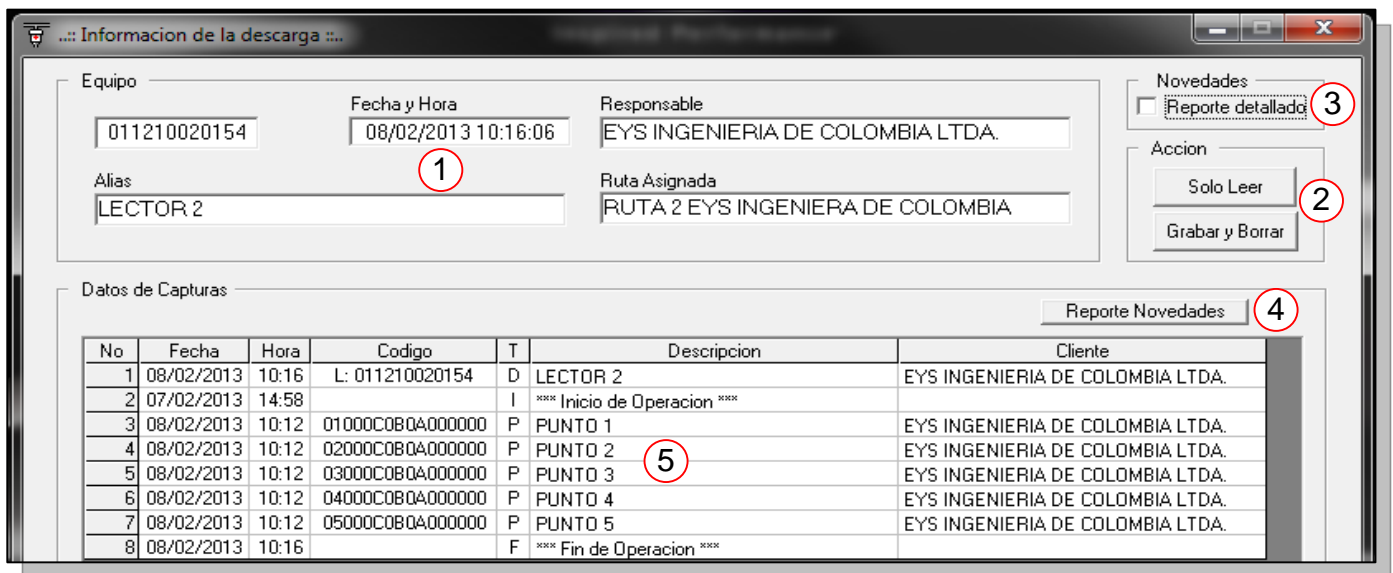 ..:: Informacion de la descarga ::..
Equipo
Novedades
Fecha y Hora Responsable
Reporte detallado 3
011210020154 08/02/2013 10:16:06 EYS INGENIERIA DE COLOMBIA LTDA.
1
Accion
Alias Ruta Asignada
Solo Leer
2
LECTOR 2 RUTA 2 EYS INGENIERA DE COLOMBIA
Grabar y Borrar
Datos de Capturas
Reporte Novedades 4
No Fecha Hora Codigo T Descripcion Cliente
1 08/02/2013 10:16 L: 011210020154 D LECTOR 2 EYS INGENIERIA DE COLOMBIA LTDA.
2 07/02/2013 14:58 I *** Inicio de Operacion ***
3 08/02/2013 10:12 01000C0B0A000000 P PUNTO 1 EYS INGENIERIA DE COLOMBIA LTDA.
4 08/02/2013 10:12 02000C0B0A000000 P PUNTO 2 EYS INGENIERIA DE COLOMBIA LTDA.
5
5 08/02/2013 10:12 03000C0B0A000000 P PUNTO 3 EYS INGENIERIA DE COLOMBIA LTDA.
6 08/02/2013 10:12 04000C0B0A000000 P PUNTO 4 EYS INGENIERIA DE COLOMBIA LTDA.
7 08/02/2013 10:12 05000C0B0A000000 P PUNTO 5 EYS INGENIERIA DE COLOMBIA LTDA.
8 08/02/2013 10:16 F *** Fin de Operacion ***